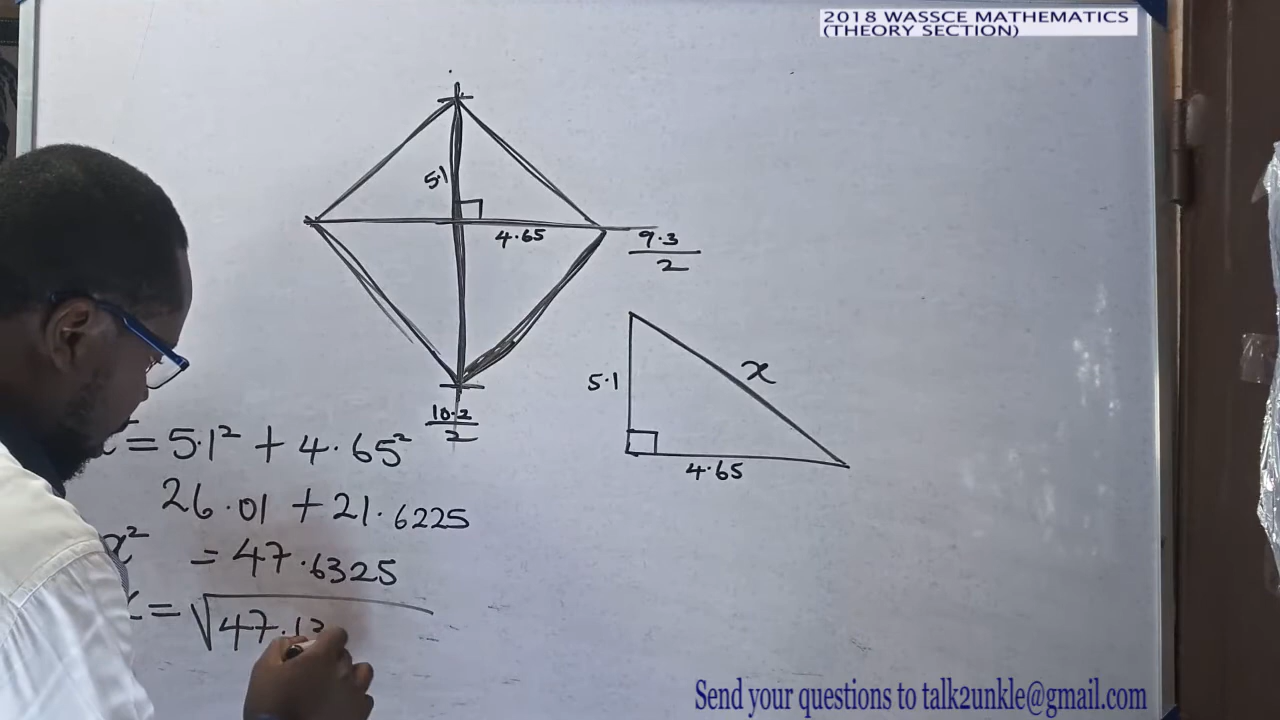 2018 WASSCE MATHEMATICS
(THEORY SECTION)
5.1
4.65
9.3
2
x
5.1
4.65
10.2
2
= 5.1² + 4.65²
26.01 + 21.6225
x² = 47.6325
= √47.
Send your questions to talk2unkle@gmail.com